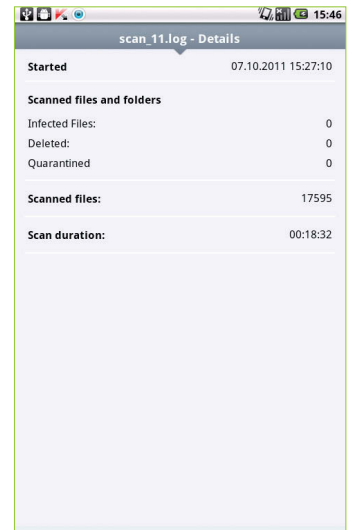 15:46
scan_11.log - Details
Started 07.10.2011 15:27:10
Scanned files and folders
Infected Files: 0
Deleted: 0
Quarantined 0
Scanned files: 17595
Scan duration: 00:18:32